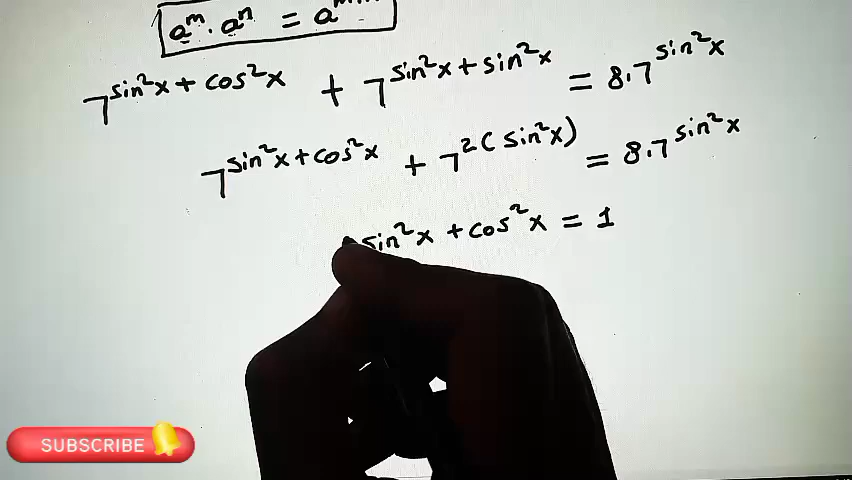 a^m . a^n = a^m
7^sin²x + cos²x + 7^sin²x + sin²x = 8.7^sin²x
7^sin²x + cos²x + 7^2(sin²x) = 8.7^sin²x
sin²x + cos²x = 1
SUBSCRIBE